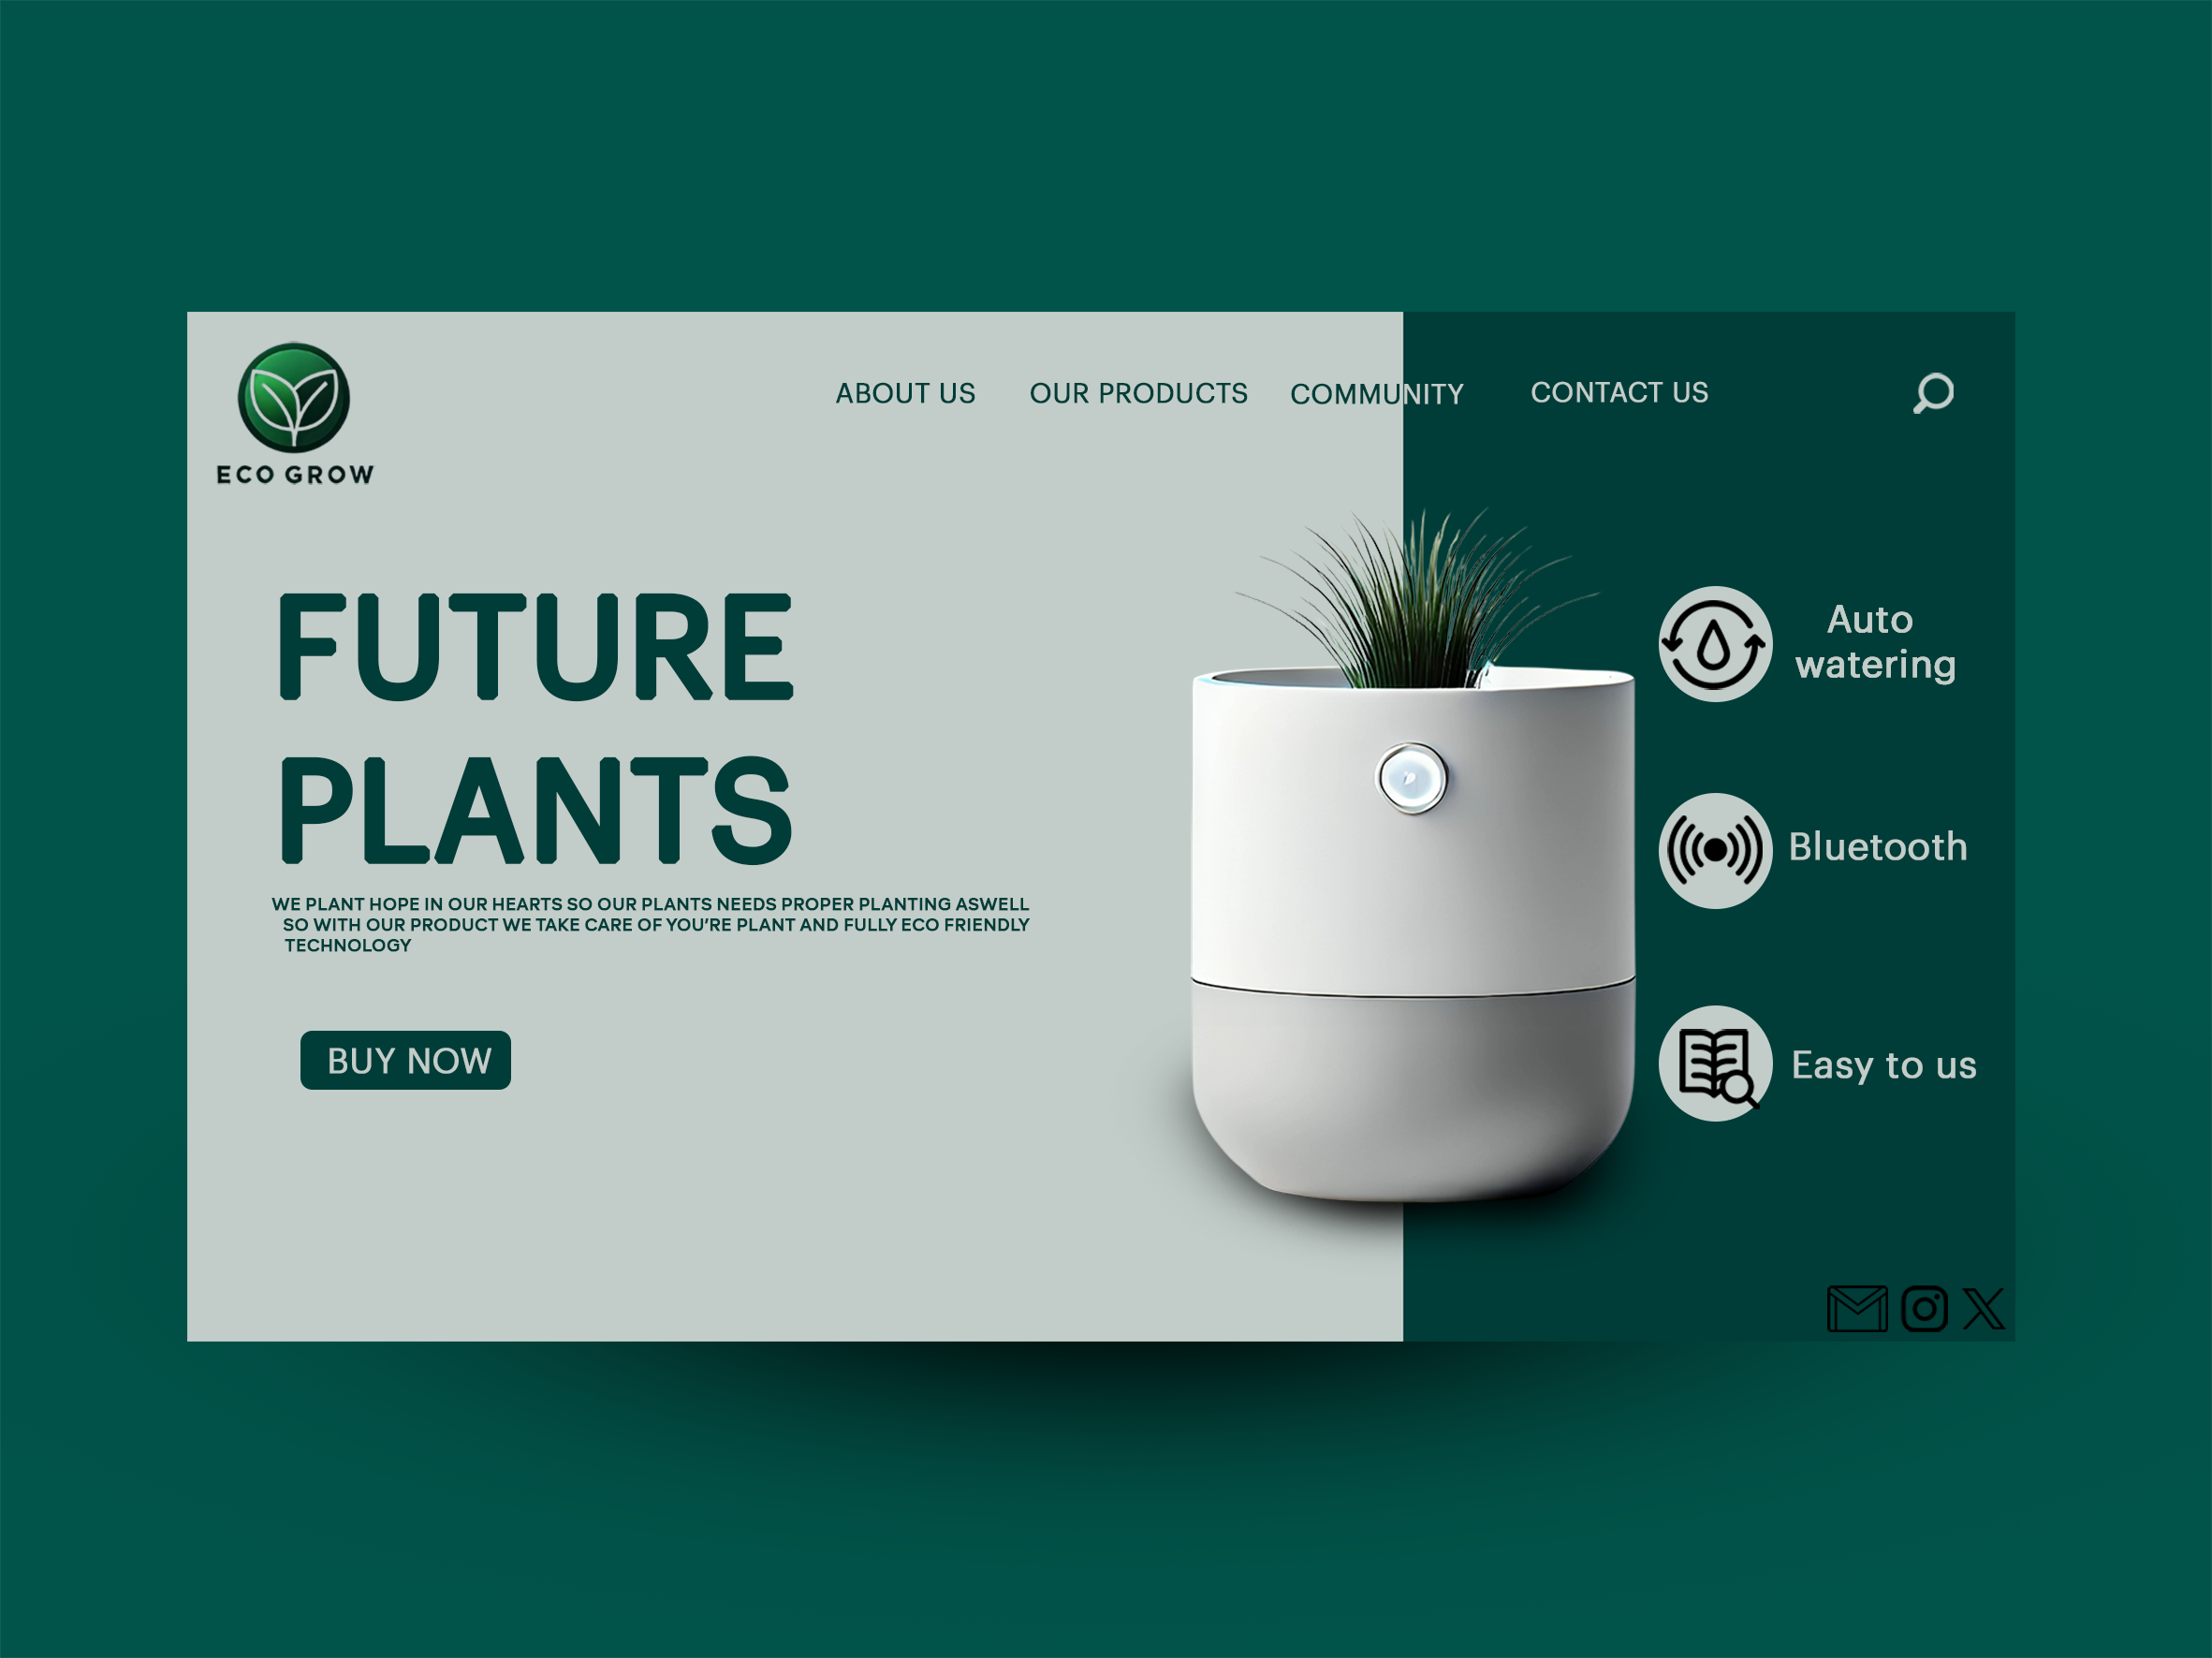 ABOUT US OUR PRODUCTS COMMUNITY CONTACT US
ECO GROW
FUTURE
PLANTS
WE PLANT HOPE IN OUR HEARTS SO OUR PLANTS NEEDS PROPER PLANTING ASWELL
SO WITH OUR PRODUCT WE TAKE CARE OF YOU’RE PLANT AND FULLY ECO FRIENDLY
TECHNOLOGY
BUY NOW
Auto
watering
Bluetooth
Easy to us